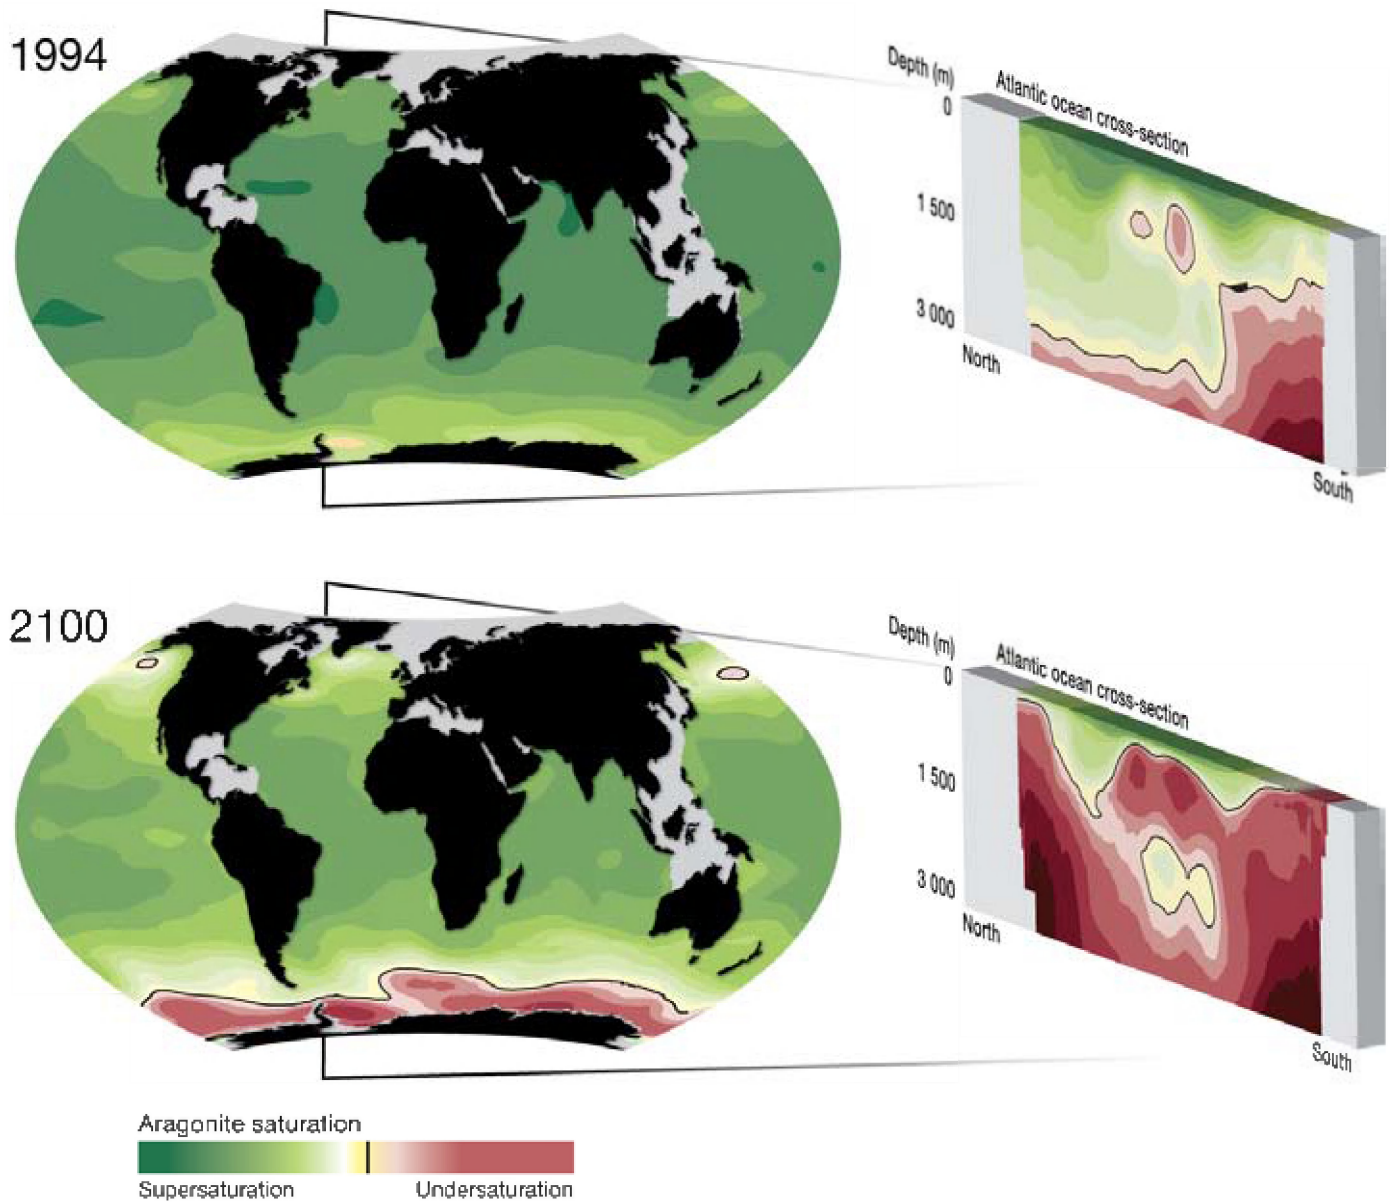 1994
Depth (m)
0
Atlantic ocean cross-section
1 500
3 000
North
South
2100
Depth (m)
0
Atlantic ocean cross-section
1 500
3 000
North
South
Aragonite saturation
Supersaturation
Undersaturation